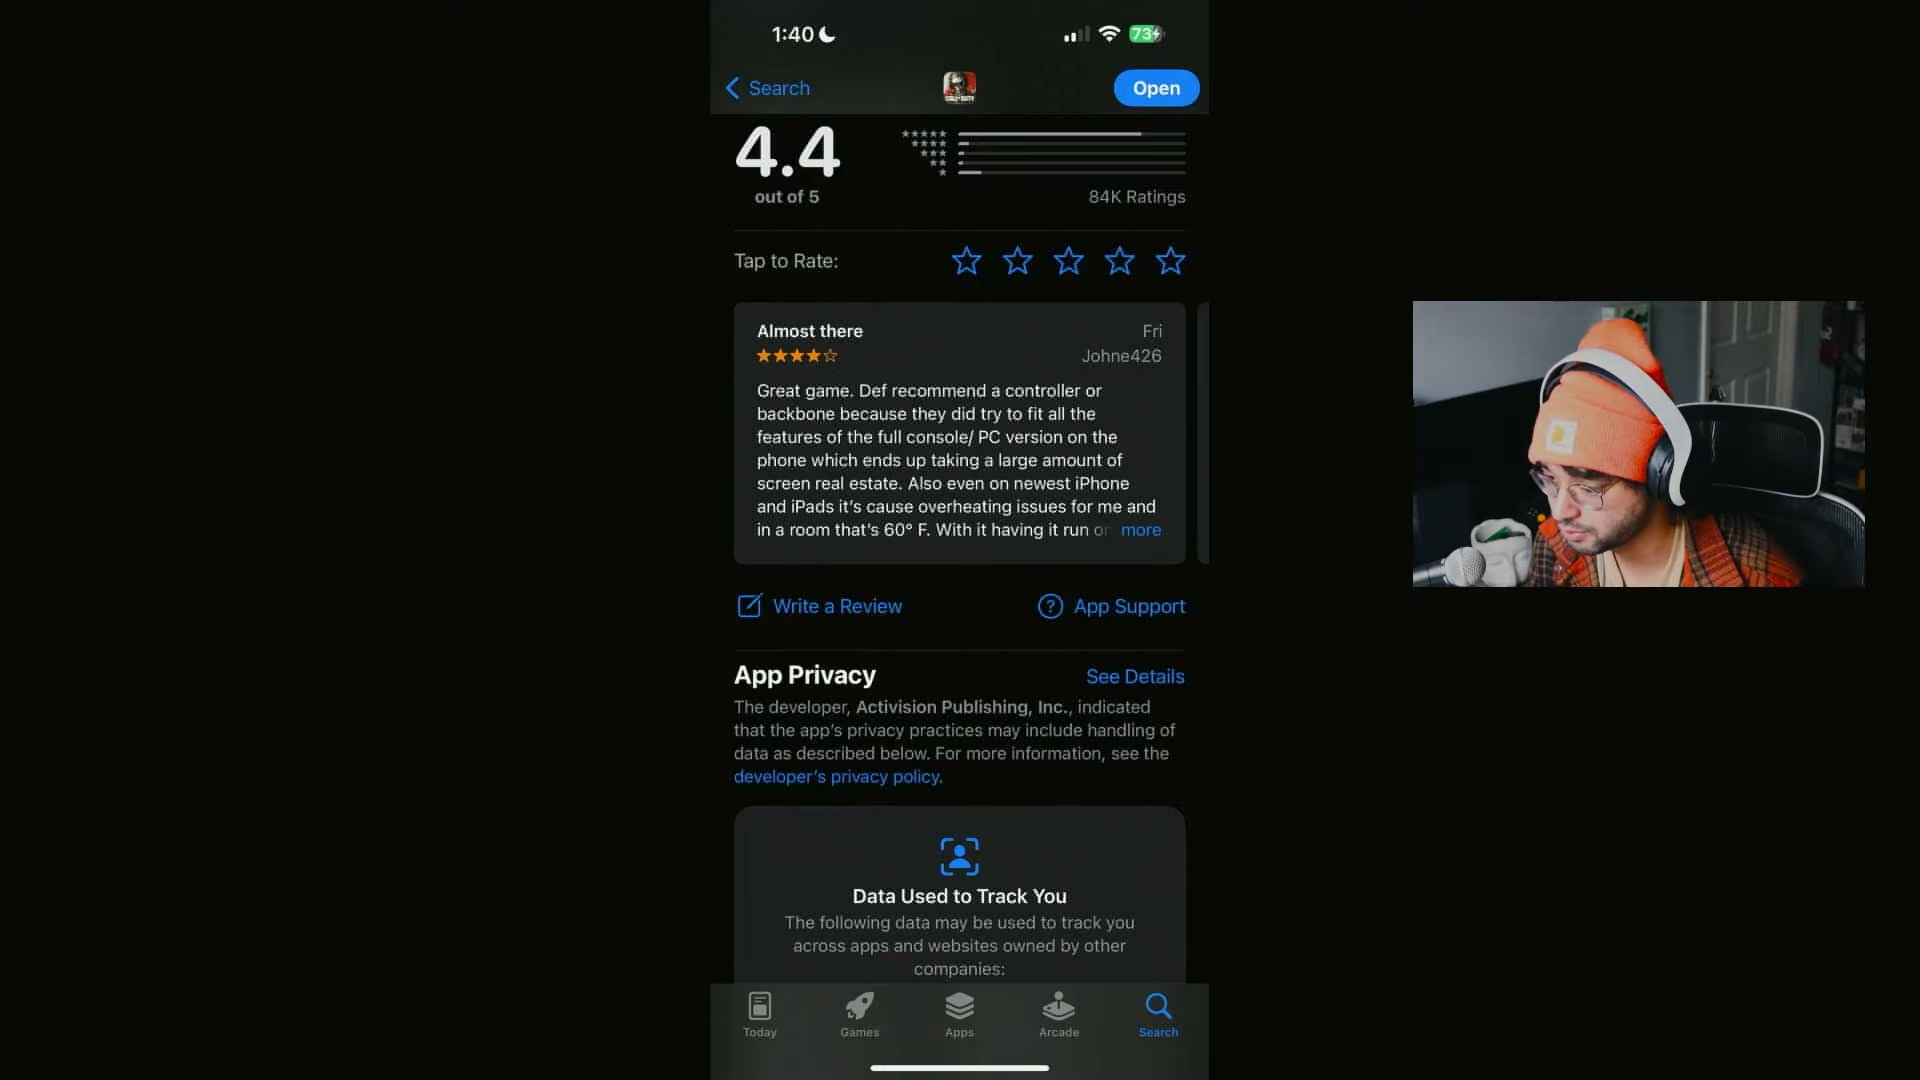 1:40
73
Search
Open
4.4
out of 5
84K Ratings
Tap to Rate:
Almost there
Fri
Johne426
Great game. Def recommend a controller or
backbone because they did try to fit all the
features of the full console/ PC version on the
phone which ends up taking a large amount of
screen real estate. Also even on newest iPhone
and iPads it's cause overheating issues for me and
in a room that's 60° F. With it having it run or more
Write a Review
App Support
App Privacy
See Details
The developer, Activision Publishing, Inc., indicated
that the app's privacy practices may include handling of
data as described below. For more information, see the
developer's privacy policy.
Data Used to Track You
The following data may be used to track you
across apps and websites owned by other
companies:
Today
Games
Apps
Arcade
Search